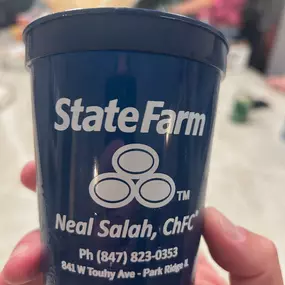 State Farm
TM
Neal Salah, ChFC®
Ph (847) 823-0353
841 W Touhy Ave - Park Ridge IL